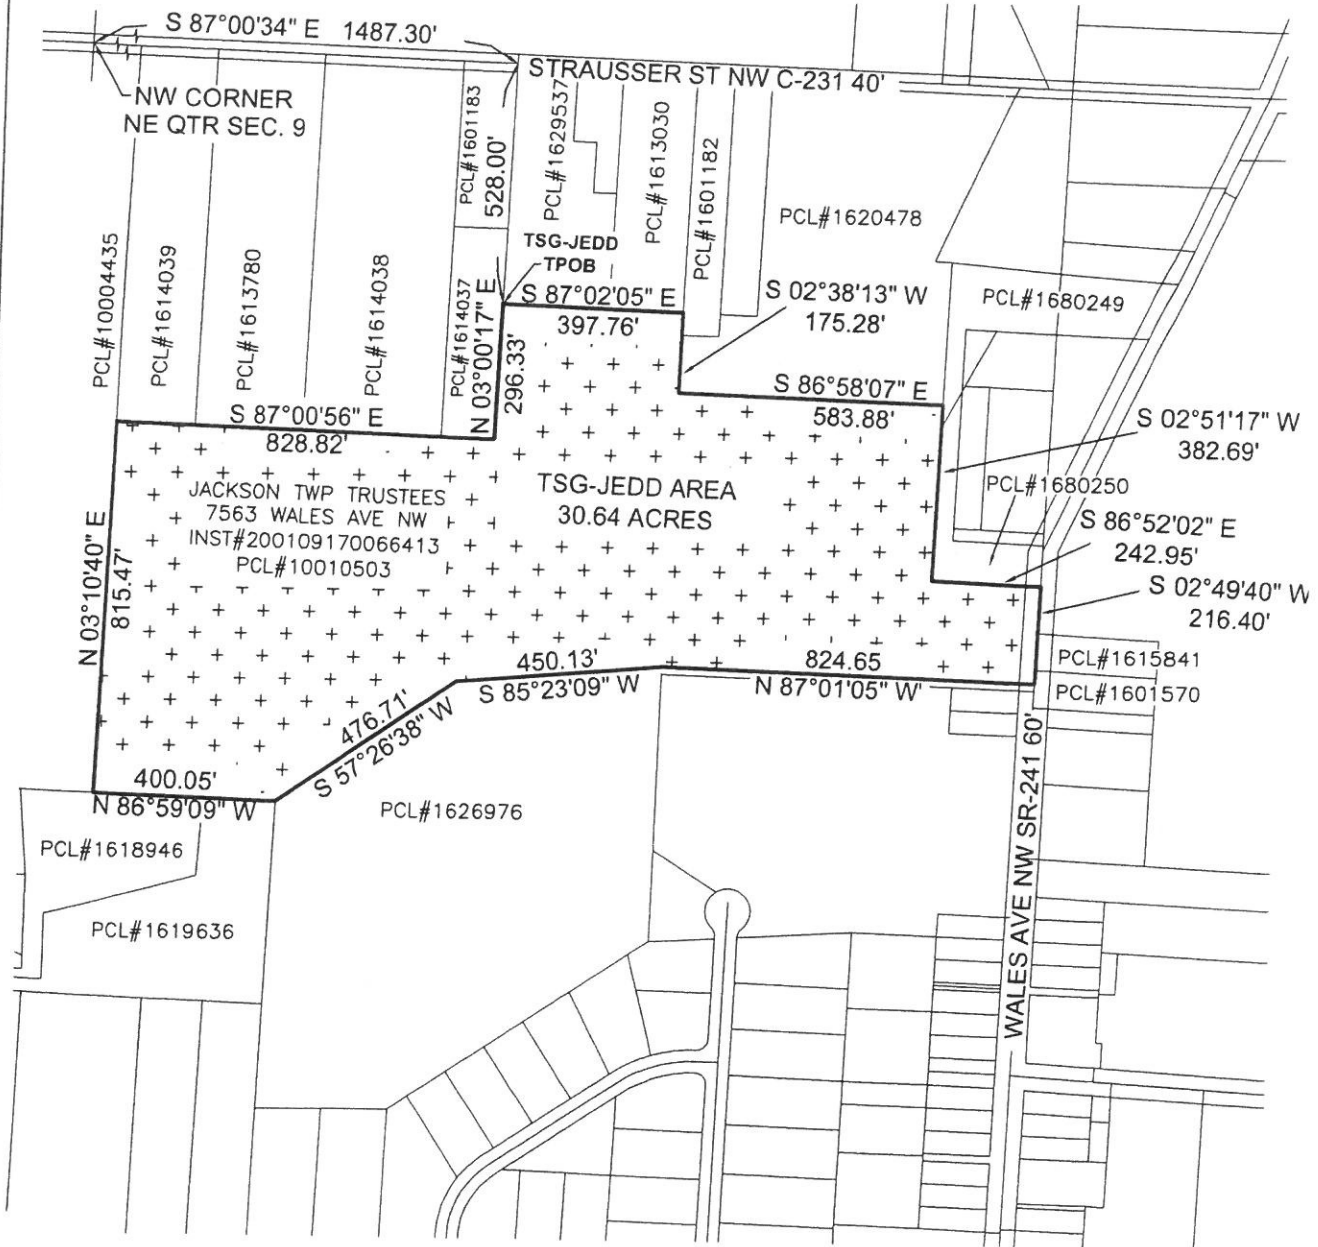 S 87°00'34" E 1487.30'
STRAUSSER ST NW C-231 40'
NW CORNER
NE QTR SEC. 9
PCL#1601183
528.00'
PCL#1629537
PCL#1613030
PCL#1601182
PCL#1620478
PCL#10004435
PCL#1614039
PCL#1613780
PCL#1614038
PCL#1614037
N 03°00'17" E
296.33'
TSG-JEDD
TPOB
S 87°02'05" E
397.76'
S 02°38'13" W
175.28'
PCL#1680249
S 86°58'07" E
583.88'
S 87°00'56" E
828.82'
S 02°51'17" W
382.69'
PCL#1680250
S 86°52'02" E
242.95'
S 02°49'40" W
216.40'
JACKSON TWP TRUSTEES
7563 WALES AVE NW
INST#200109170066413
PCL#10010503
TSG-JEDD AREA
30.64 ACRES
N 03°10'40" E
815.47'
PCL#1615841
PCL#1601570
450.13'
S 85°23'09" W
824.65
N 87°01'05" W'
476.71'
S 57°26'38" W
400.05'
N 86°59'09" W
PCL#1626976
PCL#1618946
PCL#1619636
WALES AVE NW SR-241 60'